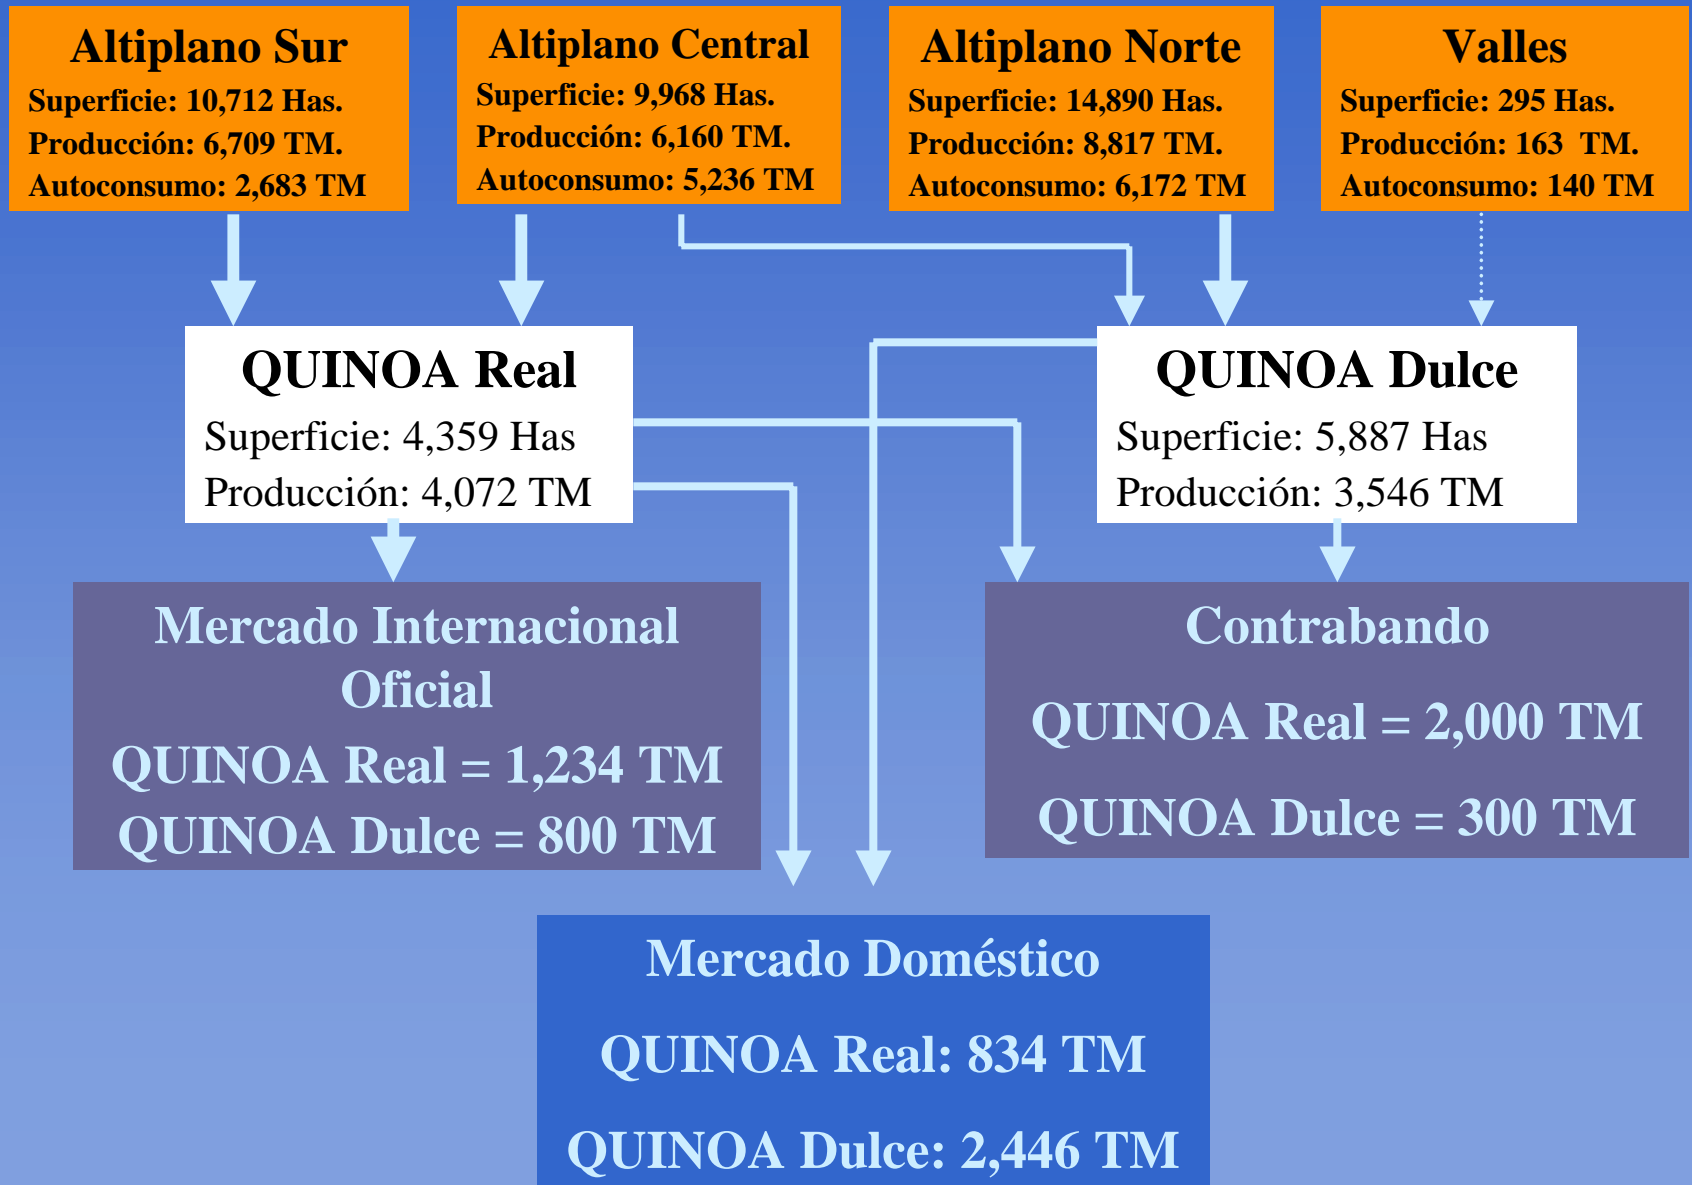 Altiplano Sur
Superficie: 10,712 Has.
Producción: 6,709 TM.
Autoconsumo: 2,683 TM
Altiplano Central
Superficie: 9,968 Has.
Producción: 6,160 TM.
Autoconsumo: 5,236 TM
Altiplano Norte
Superficie: 14,890 Has.
Producción: 8,817 TM.
Autoconsumo: 6,172 TM
Valles
Superficie: 295 Has.
Producción: 163 TM.
Autoconsumo: 140 TM
QUINOA Real
Superficie: 4,359 Has
Producción: 4,072 TM
QUINOA Dulce
Superficie: 5,887 Has
Producción: 3,546 TM
Mercado Internacional
Oficial
QUINOA Real = 1,234 TM
QUINOA Dulce = 800 TM
Contrabando
QUINOA Real = 2,000 TM
QUINOA Dulce = 300 TM
Mercado Doméstico
QUINOA Real: 834 TM
QUINOA Dulce: 2,446 TM